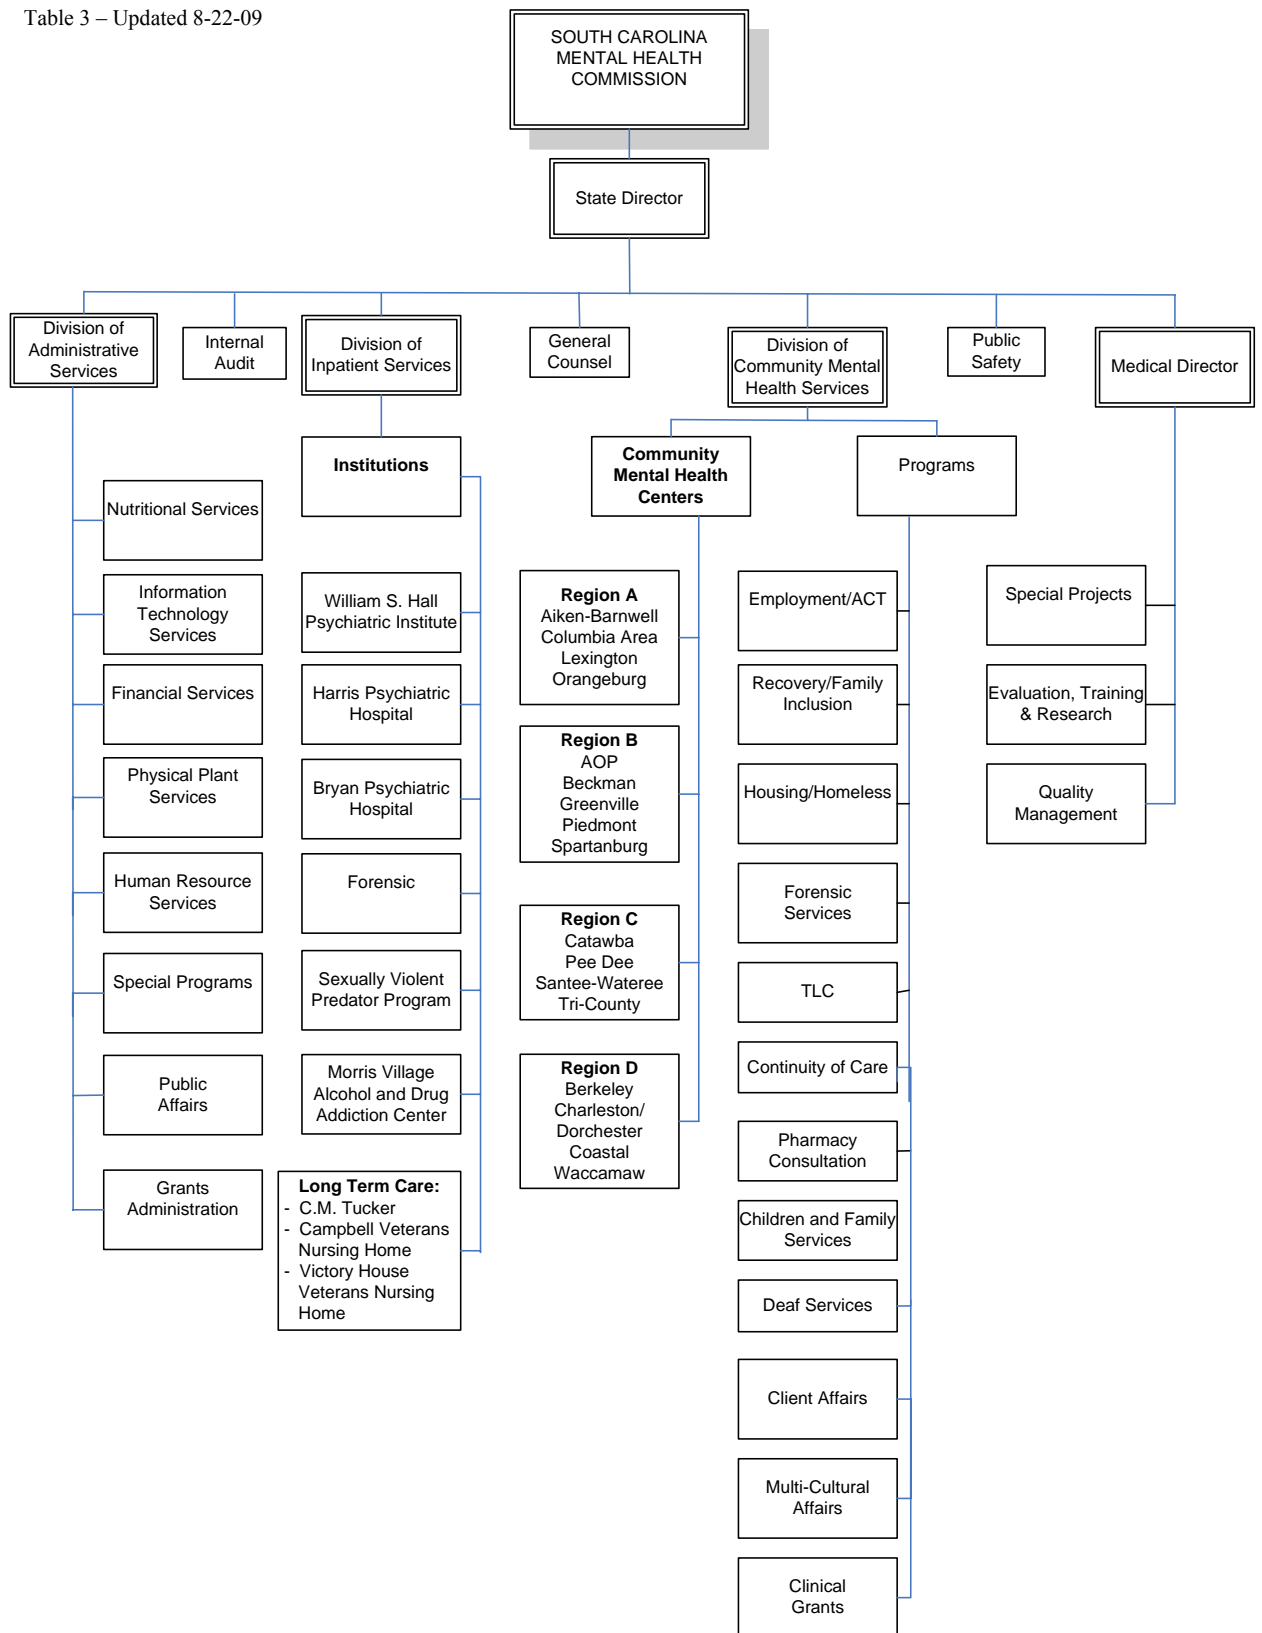 Table 3 – Updated 8-22-09
SOUTH CAROLINA
MENTAL HEALTH
COMMISSION
State Director
Division of
Administrative
Services
Internal
Audit
Division of
Inpatient Services
General
Counsel
Division of
Community Mental
Health Services
Public
Safety
Medical Director
Nutritional Services
Information
Technology
Services
Financial Services
Physical Plant
Services
Human Resource
Services
Special Programs
Public
Affairs
Grants
Administration
Institutions
William S. Hall
Psychiatric Institute
Harris Psychiatric
Hospital
Bryan Psychiatric
Hospital
Forensic
Sexually Violent
Predator Program
Morris Village
Alcohol and Drug
Addiction Center
Long Term Care:
- C.M. Tucker
- Campbell Veterans
Nursing Home
- Victory House
Veterans Nursing
Home
Community
Mental Health
Centers
Region A
Aiken-Barnwell
Columbia Area
Lexington
Orangeburg
Region B
AOP
Beckman
Greenville
Piedmont
Spartanburg
Region C
Catawba
Pee Dee
Santee-Wateree
Tri-County
Region D
Berkeley
Charleston/
Dorchester
Coastal
Waccamaw
Programs
Employment/ACT
Recovery/Family
Inclusion
Housing/Homeless
Forensic
Services
TLC
Continuity of Care
Pharmacy
Consultation
Children and Family
Services
Deaf Services
Client Affairs
Multi-Cultural
Affairs
Clinical
Grants
Special Projects
Evaluation, Training
& Research
Quality
Management